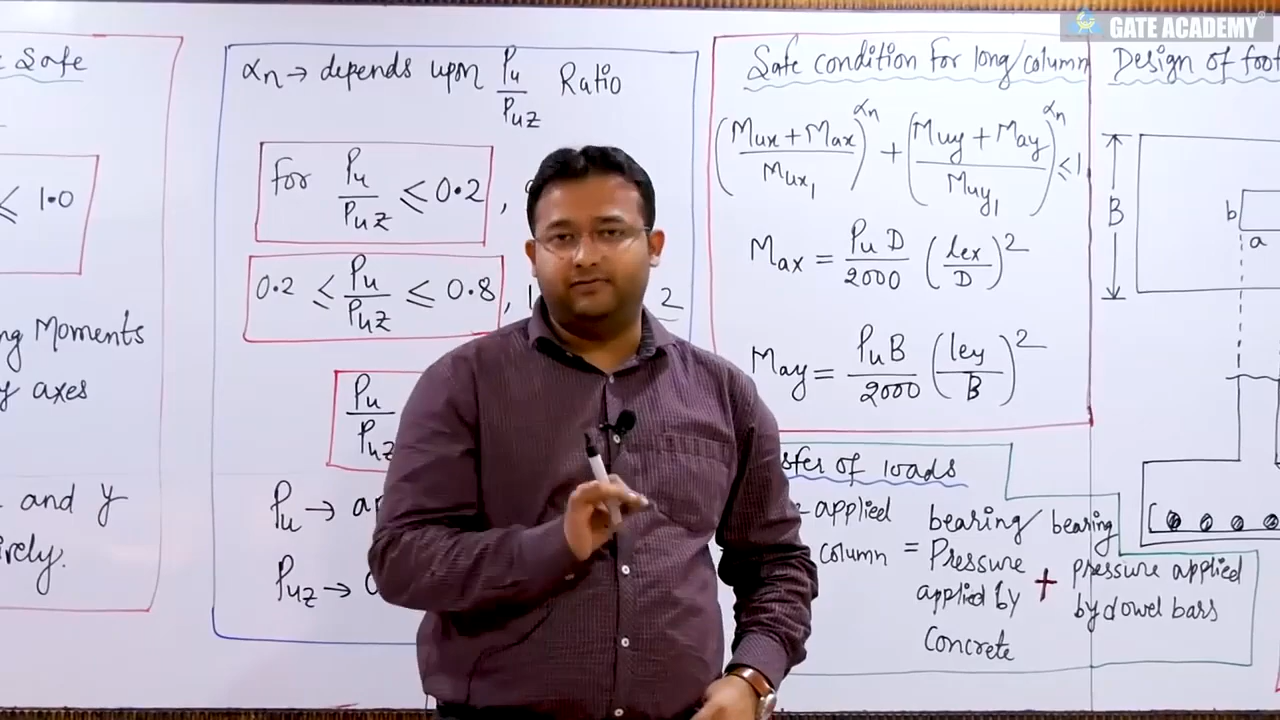 GATE ACADEMY
Safe
≤ 1.0
ng Moments
y axes
and y
ively.
αn → depends upon Pu/Puz Ratio
for Pu/Puz ≤ 0.2 ,
0.2 ≤ Pu/Puz ≤ 0.8 , 1 2
Pu/Puz
Pu → ap
Puz →
Safe condition for long/column
((Mux + Max)/Mux1)^αn + ((Muy + May)/Muy1)^αn ≤ 1
Max = PuD/2000 (lex/D)^2
May = PuB/2000 (ley/B)^2
sfer of loads
applied
column = bearing Pressure applied by Concrete + bearing pressure applied by dowel bars
Design of foot
B
b
a